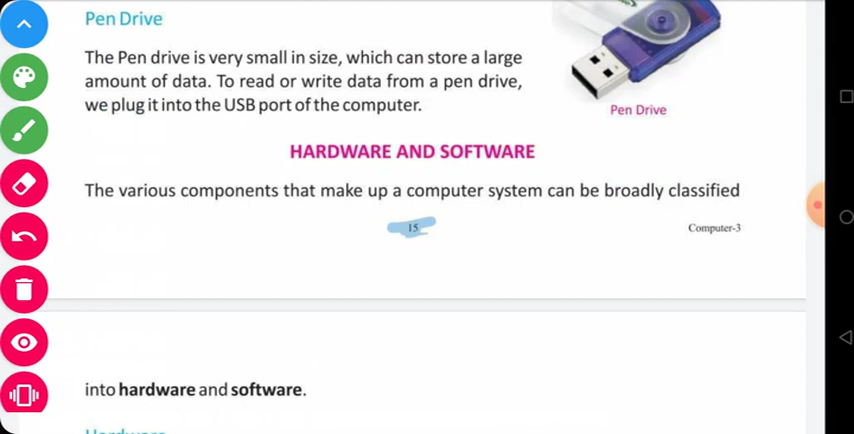 Pen Drive
The Pen drive is very small in size, which can store a large
amount of data. To read or write data from a pen drive,
we plug it into the USB port of the computer.
Pen Drive
HARDWARE AND SOFTWARE
The various components that make up a computer system can be broadly classified
15
Computer-3
into hardware and software.